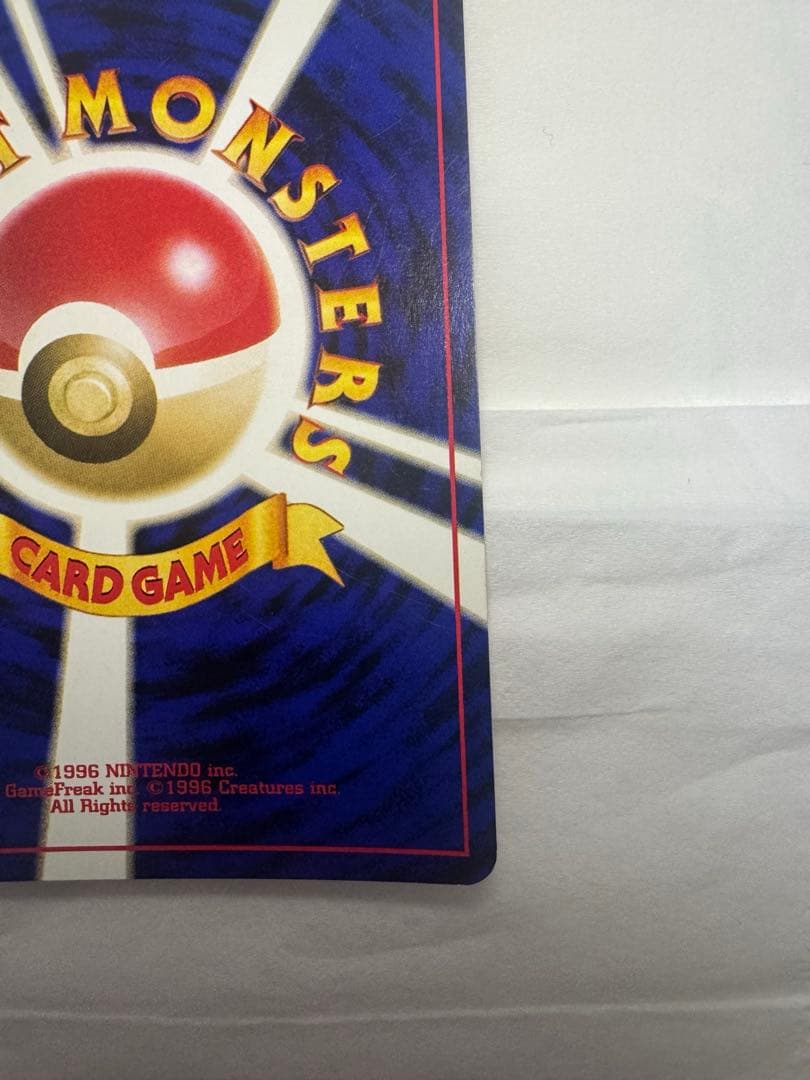 T MONSTERS
CARD GAME
©1996 NINTENDO inc.
GameFreak inc ©1996 Creatures inc.
All Rights reserved.